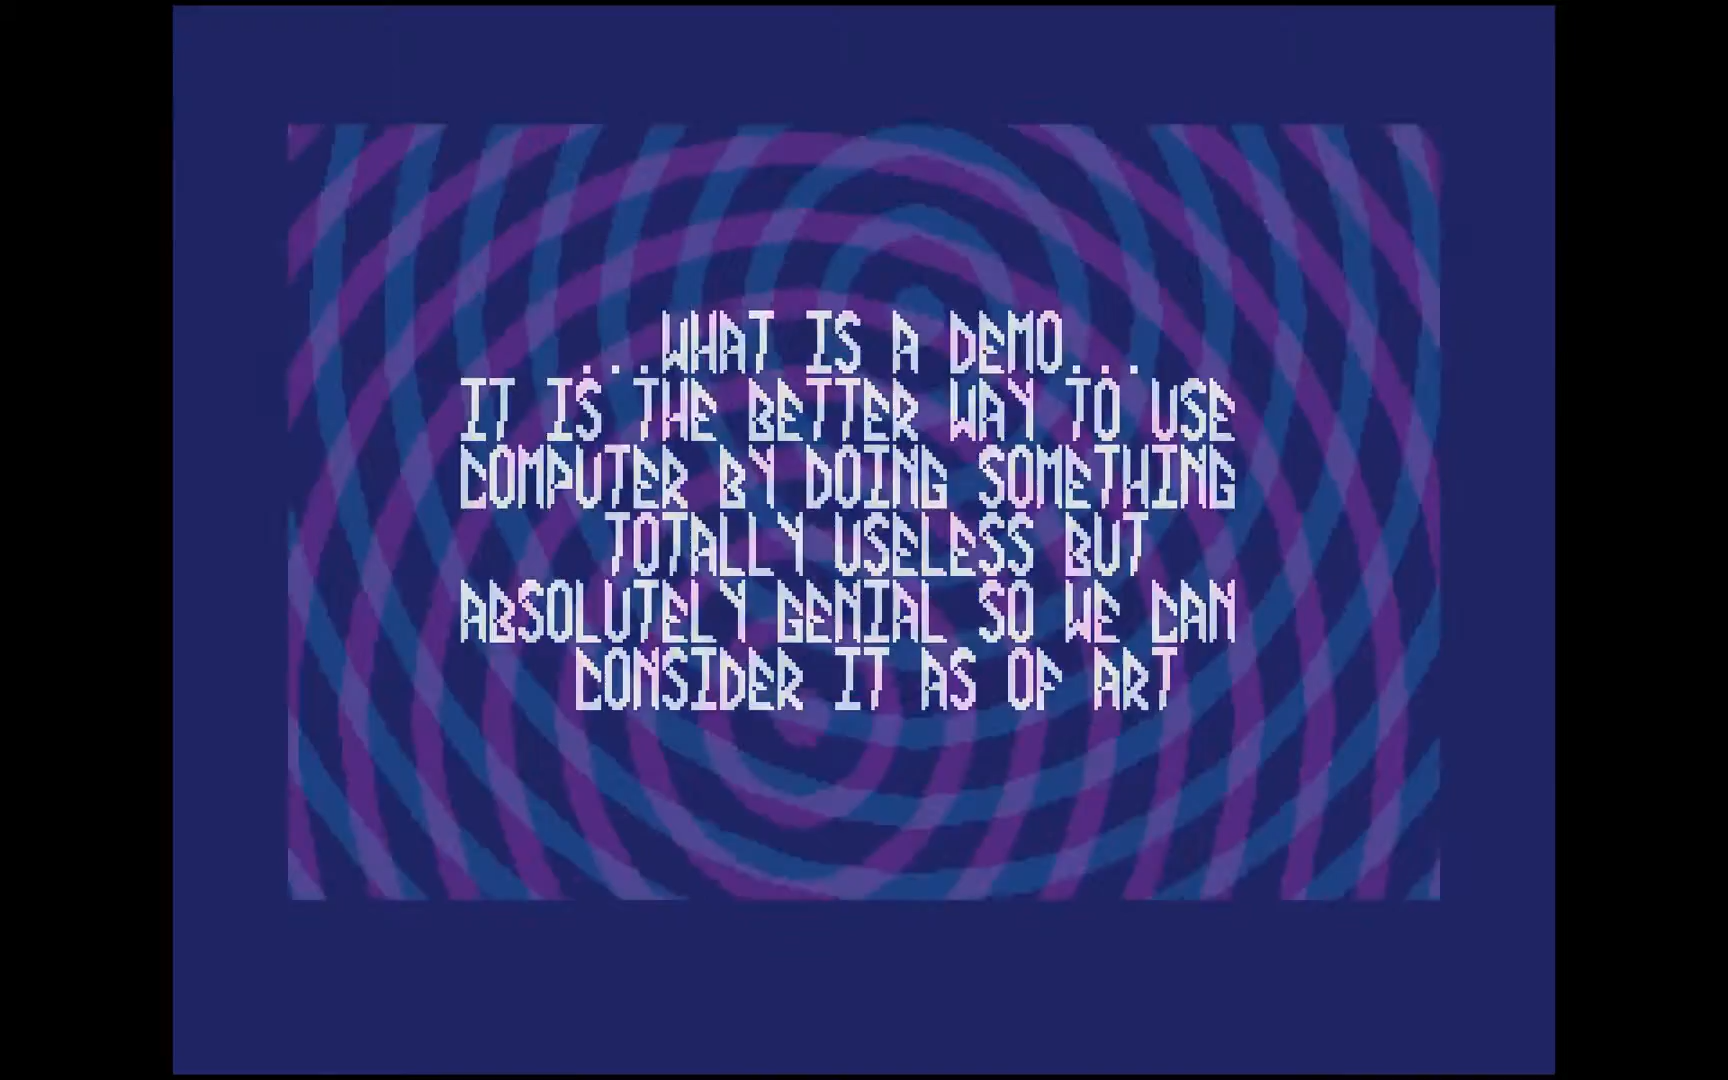 ...WHAT IS A DEMO...
IT IS THE BETTER WAY TO USE
COMPUTER BY DOING SOMETHING
TOTALLY USELESS BUT
ABSOLUTELY GENIAL SO WE CAN
CONSIDER IT AS OF ART